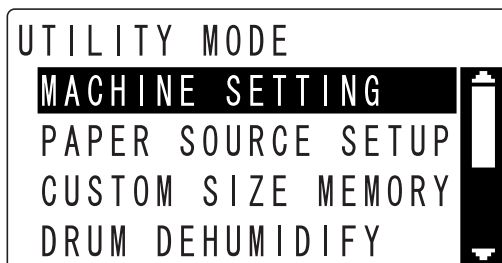 UTILITY MODE
MACHINE SETTING
PAPER SOURCE SETUP
CUSTOM SIZE MEMORY
DRUM DEHUMIDIFY